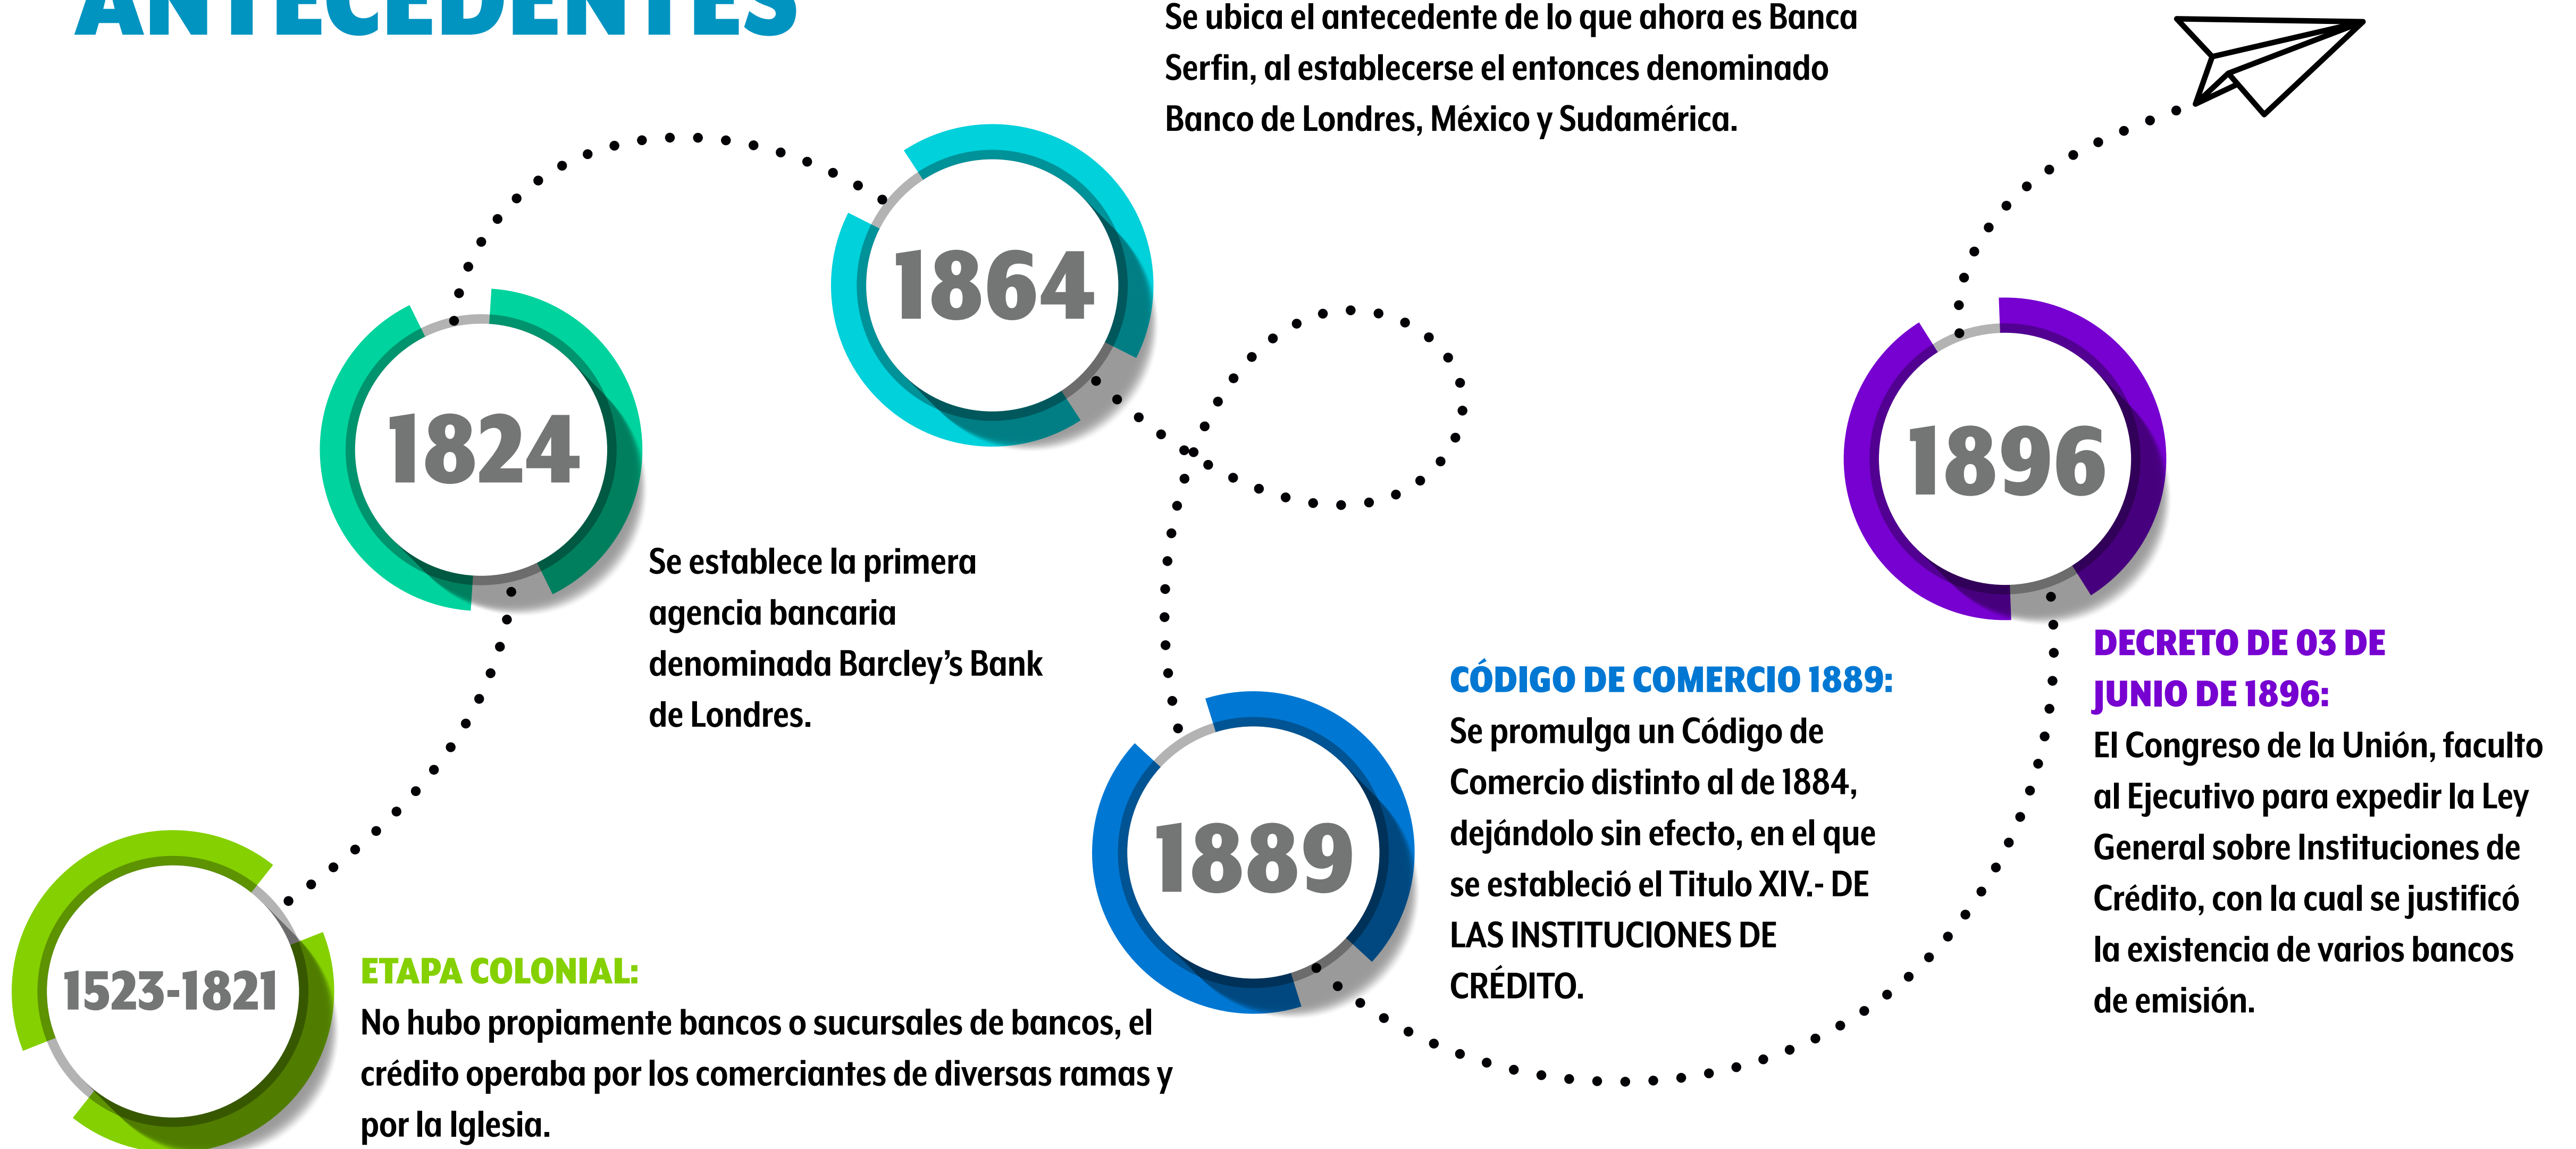 ANTECEDENTES
Se ubica el antecedente de lo que ahora es Banca
Serfin, al establecerse el entonces denominado
Banco de Londres, México y Sudamérica.
1864
1824
1896
Se establece la primera
agencia bancaria
denominada Barcley’s Bank
de Londres.
1889
CÓDIGO DE COMERCIO 1889:
Se promulga un Código de
Comercio distinto al de 1884,
dejándolo sin efecto, en el que
se estableció el Titulo XIV.- DE
LAS INSTITUCIONES DE
CRÉDITO.
DECRETO DE 03 DE
JUNIO DE 1896:
El Congreso de la Unión, faculto
al Ejecutivo para expedir la Ley
General sobre Instituciones de
Crédito, con la cual se justificó
la existencia de varios bancos
de emisión.
1523-1821
ETAPA COLONIAL:
No hubo propiamente bancos o sucursales de bancos, el
crédito operaba por los comerciantes de diversas ramas y
por la Iglesia.